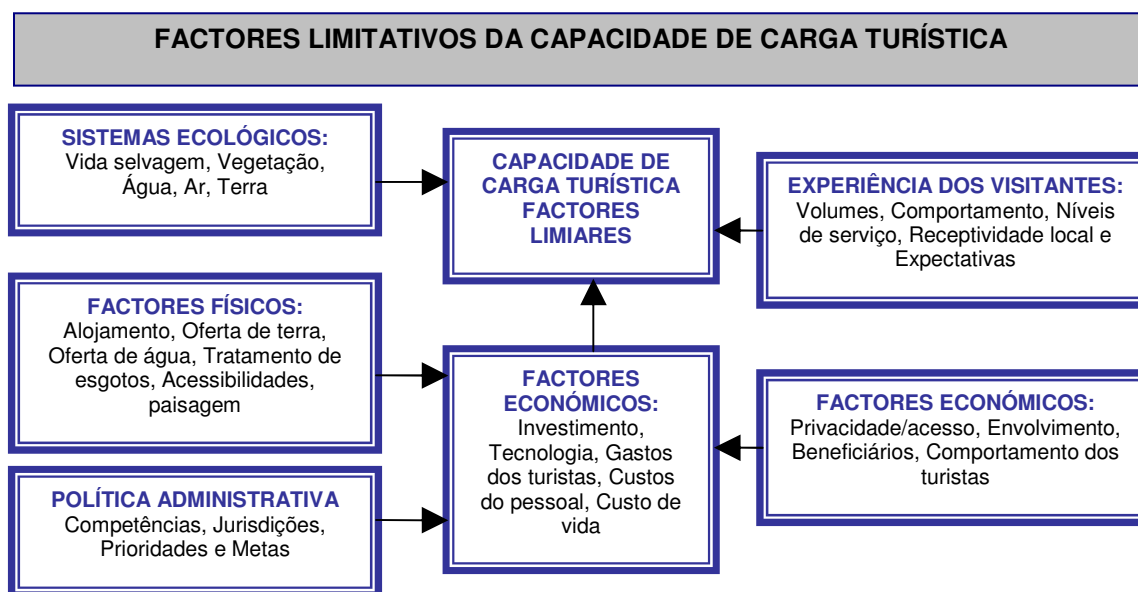 FACTORES LIMITATIVOS DA CAPACIDADE DE CARGA TURÍSTICA
SISTEMAS ECOLÓGICOS:
Vida selvagem, Vegetação,
Água, Ar, Terra
CAPACIDADE DE
CARGA TURÍSTICA
FACTORES
LIMIARES
EXPERIÊNCIA DOS VISITANTES:
Volumes, Comportamento, Níveis
de serviço, Receptividade local e
Expectativas
FACTORES FÍSICOS:
Alojamento, Oferta de terra,
Oferta de água, Tratamento de
esgotos, Acessibilidades,
paisagem
FACTORES
ECONÓMICOS:
Investimento,
Tecnologia, Gastos
dos turistas, Custos
do pessoal, Custo de
vida
FACTORES ECONÓMICOS:
Privacidade/acesso, Envolvimento,
Beneficiários, Comportamento dos
turistas
POLÍTICA ADMINISTRATIVA
Competências, Jurisdições,
Prioridades e Metas